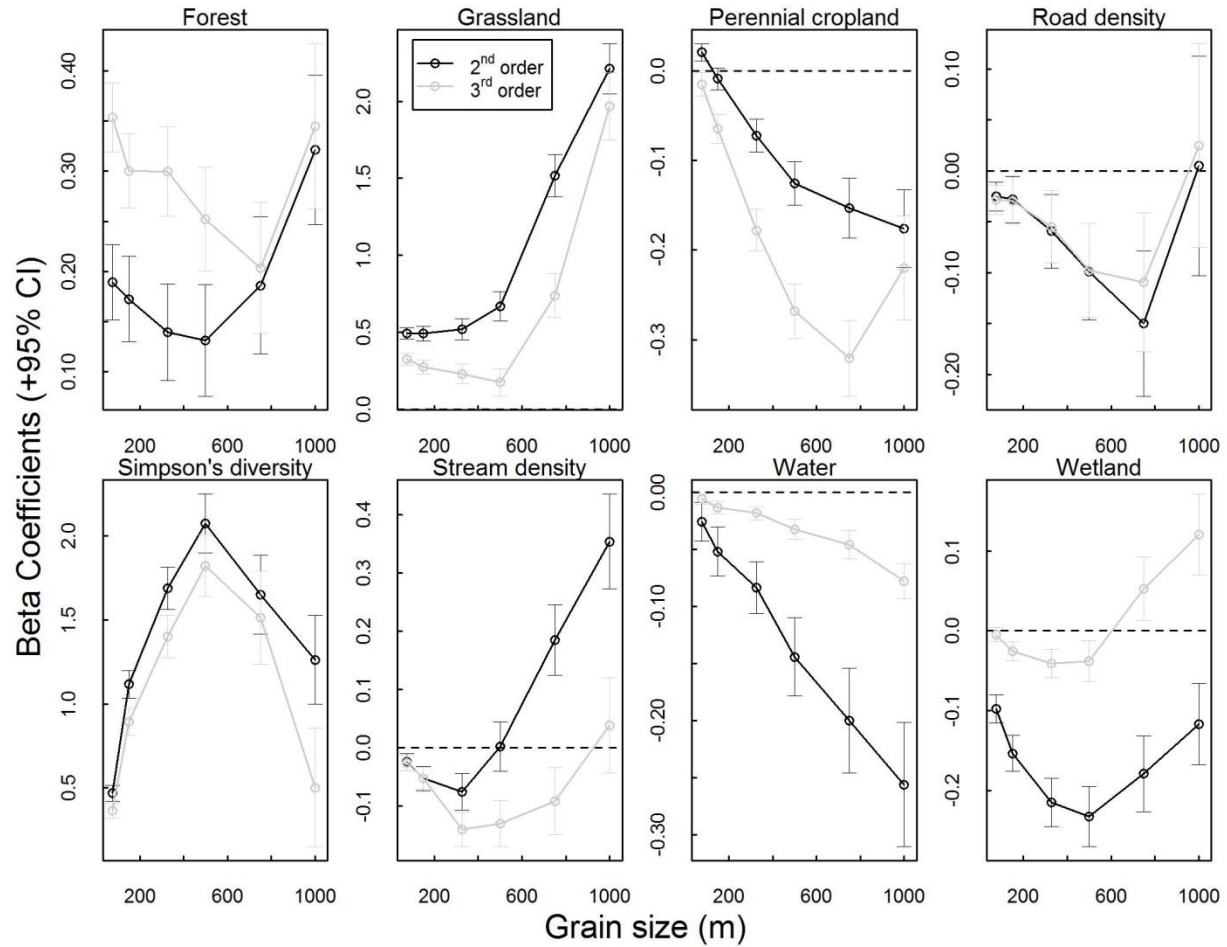 Forest
Grassland
Perennial cropland
Road density
2nd order
3rd order
0.40
0.30
0.20
0.10
2.0
1.5
1.0
0.5
0.0
0.0
-0.1
-0.2
-0.3
0.10
0.00
-0.10
-0.20
200 600 1000
200 600 1000
200 600 1000
200 600 1000
Simpson's diversity
Stream density
Water
Wetland
2.0
1.5
1.0
0.5
0.4
0.3
0.2
0.1
0.0
-0.1
0.00
-0.10
-0.20
-0.30
0.1
0.0
-0.1
-0.2
200 600 1000
200 600 1000
200 600 1000
200 600 1000
Beta Coefficients (+95% CI)
Grain size (m)